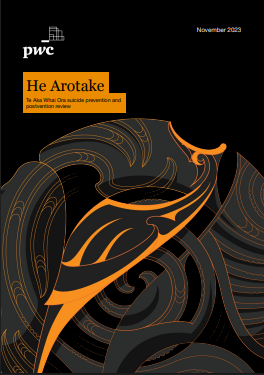 November 2023
pwc
He Arotake
Te Aka Whai Ora suicide prevention and
postvention review